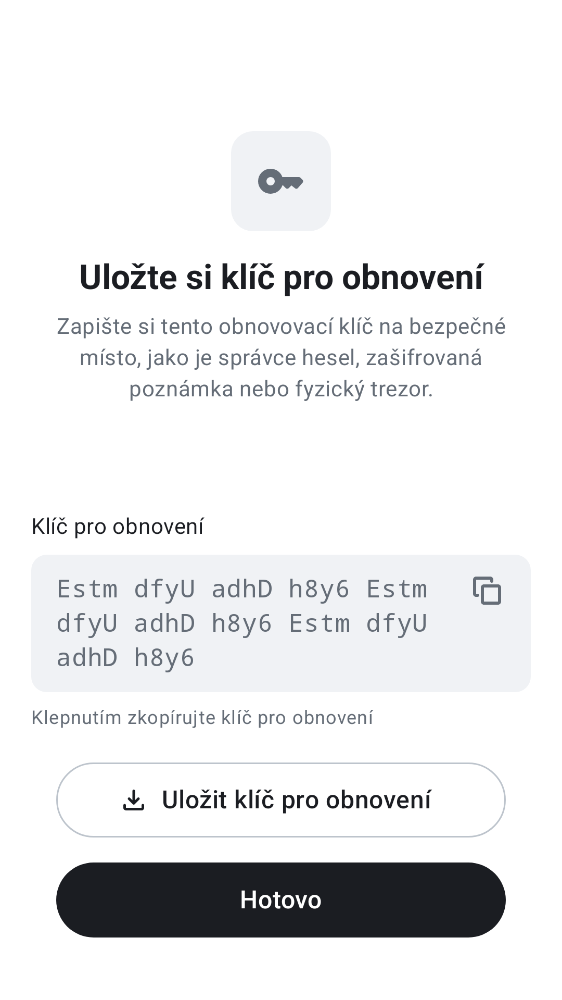 Uložte si klíč pro obnovení
Zapište si tento obnovovací klíč na bezpečné
místo, jako je správce hesel, zašifrovaná
poznámka nebo fyzický trezor.
Klíč pro obnovení
Estm dfyU adhD h8y6 Estm
dfyU adhD h8y6 Estm dfyU
adhD h8y6
Klepnutím zkopírujte klíč pro obnovení
Uložit klíč pro obnovení
Hotovo